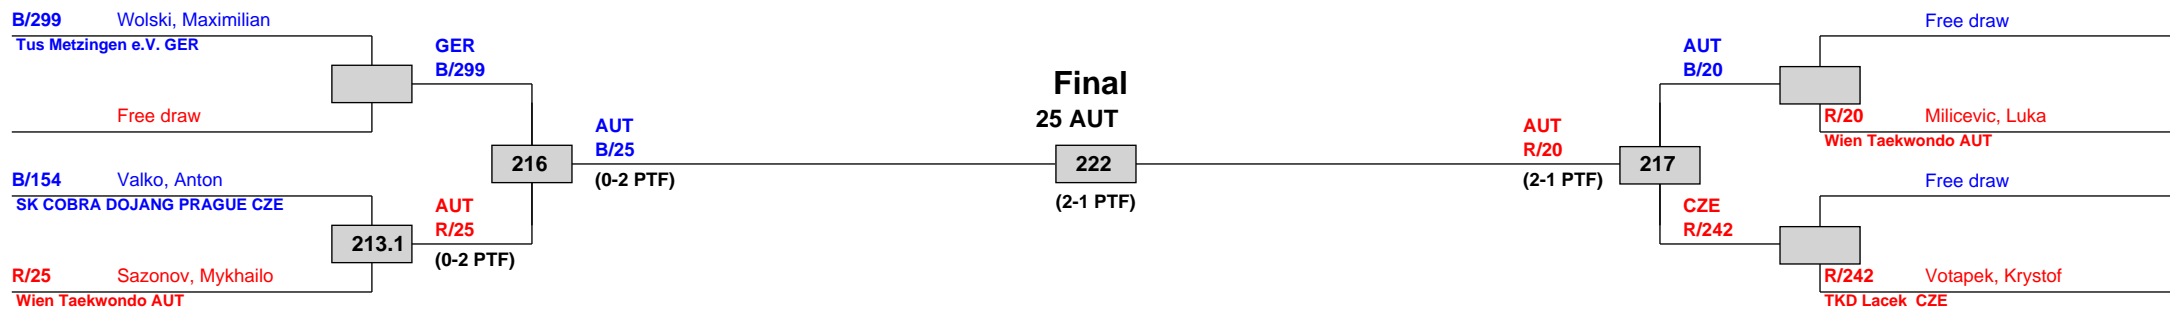 B/299 Wolski, Maximilian
Tus Metzingen e.V. GER
Free draw
GER
B/299
B/154 Valko, Anton
SK COBRA DOJANG PRAGUE CZE
213.1
R/25 Sazonov, Mykhailo
Wien Taekwondo AUT
AUT
R/25
(0-2 PTF)
216
AUT
B/25
(0-2 PTF)
Final
25 AUT
222
(2-1 PTF)
AUT
R/20
(2-1 PTF)
217
AUT
B/20
Free draw
R/20 Milicevic, Luka
Wien Taekwondo AUT
CZE
R/242
Free draw
R/242 Votapek, Krystof
TKD Lacek CZE